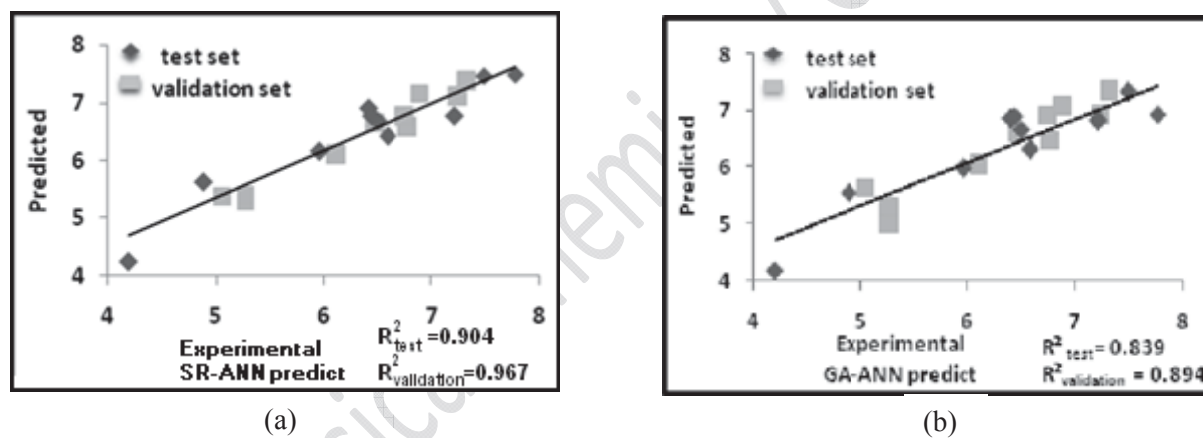 8
7
6
5
4
Predicted
test set
validation set
4 5 6 7 8
Experimental
SR-ANN predict
R²test=0.904
R²validation=0.967
(a)
8
7
6
5
4
Predicted
test set
validation set
4 5 6 7 8
Experimental
GA-ANN predict
R² test= 0.839
R²validation = 0.894
(b)